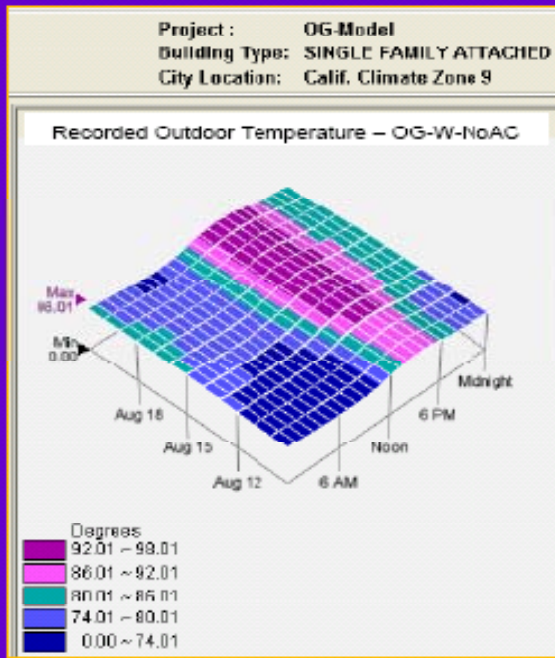 Project : OG-Model
Building Type: SINGLE FAMILY ATTACHED
City Location: Calif. Climate Zone 9
Recorded Outdoor Temperature – OG-W-NoAC
Max
Min
0.00
Aug 18
Aug 15
Aug 12
6 AM
Noon
6 PM
Midnight
Degrees
92.01 ~ 98.01
86.01 ~ 92.01
80.01 ~ 86.01
74.01 ~ 80.01
0.00 ~ 74.01